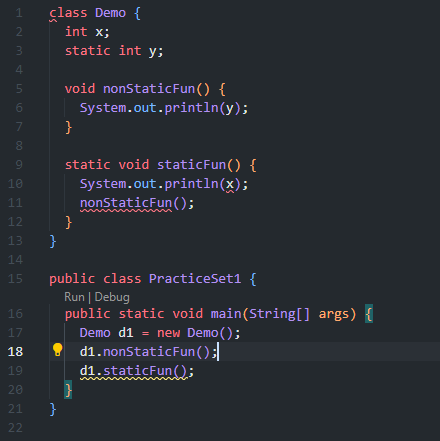 1 class Demo {
2 int x;
3 static int y;
4
5 void nonStaticFun() {
6 System.out.println(y);
7 }
8
9 static void staticFun() {
10 System.out.println(x);
11 nonStaticFun();
12 }
13 }
14
15 public class PracticeSet1 {
Run | Debug
16 public static void main(String[] args) {
17 Demo d1 = new Demo();
18 d1.nonStaticFun();
19 d1.staticFun();
20 }
21 }
22